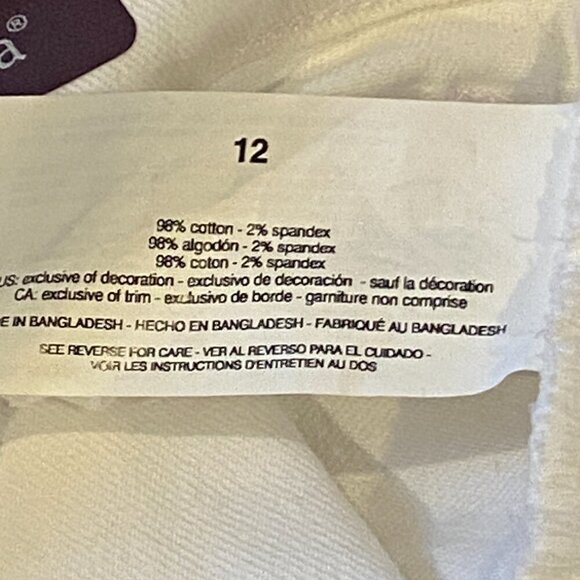 a®
12
98% cotton - 2% spandex
98% algodón - 2% spandex
98% coton - 2% spandex
US: exclusive of decoration - exclusivo de decoración - sauf la décoration
CA: exclusive of trim - exclusivo de borde - garniture non comprise
E IN BANGLADESH - HECHO EN BANGLADESH - FABRIQUÉ AU BANGLADESH
SEE REVERSE FOR CARE - VER AL REVERSO PARA EL CUIDADO -
VOIR LES INSTRUCTIONS D'ENTRETIEN AU DOS